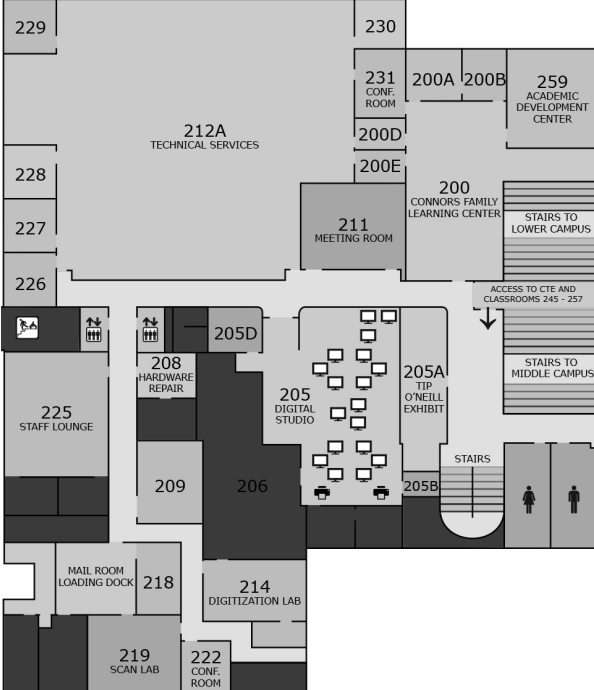 229
230
231
CONF.
ROOM
200A
200B
259
ACADEMIC
DEVELOPMENT
CENTER
212A
TECHNICAL SERVICES
200D
200E
228
200
CONNORS FAMILY
LEARNING CENTER
211
MEETING ROOM
227
STAIRS TO
LOWER CAMPUS
226
ACCESS TO CTE AND
CLASSROOMS 245 - 257
205D
208
HARDWARE
REPAIR
205A
TIP
O'NEILL
EXHIBIT
STAIRS TO
MIDDLE CAMPUS
205
DIGITAL
STUDIO
225
STAFF LOUNGE
STAIRS
209
206
205B
MAIL ROOM
LOADING DOCK
218
214
DIGITIZATION LAB
219
SCAN LAB
222
CONF.
ROOM